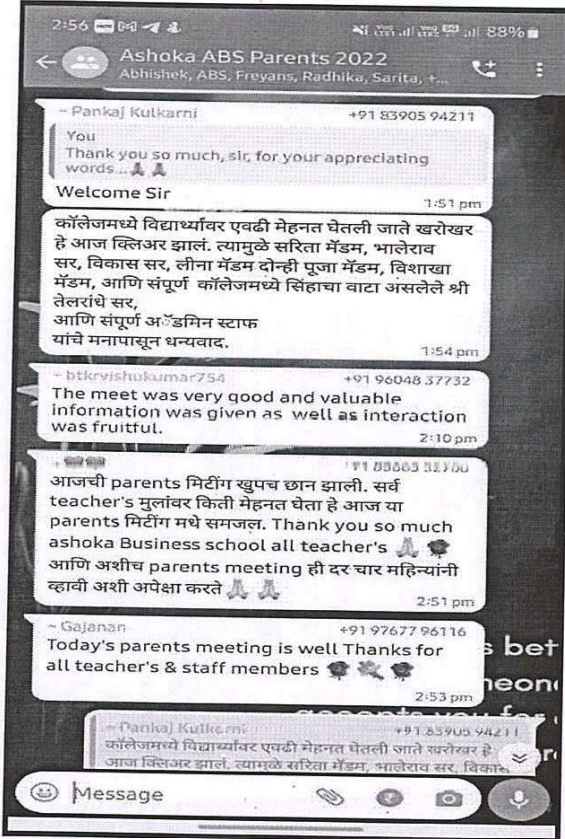 2:56
88%
Ashoka ABS Parents 2022
Abhishek, ABS, Freyans, Radhika, Sarita, +...
~ Pankaj Kulkarni +91 83905 94211
You
Thank you so much, sir, for your appreciating
words...🙏🙏
Welcome Sir
1:51 pm
कॉलेजमध्ये विद्यार्थ्यांवर एवढी मेहनत घेतली जाते खरोखर
हे आज क्लिअर झालं. त्यामुळे सरिता मॅडम, भालेराव
सर, विकास सर, लीना मॅडम दोन्ही पूजा मॅडम, विशाखा
मॅडम, आणि संपूर्ण कॉलेजमध्ये सिंहाचा वाटा असलेले श्री
तेलरांधे सर,
आणि संपूर्ण अॅडमिन स्टाफ
यांचे मनापासून धन्यवाद.
1:54 pm
~ btkrvishukumar754 +91 96048 37732
The meet was very good and valuable
information was given as well as interaction
was fruitful.
2:10 pm
आजची parents मिटींग खुपच छान झाली. सर्व
teacher's मुलांवर किती मेहनत घेता हे आज या
parents मिटींग मधे समजल. Thank you so much
ashoka Business school all teacher's 🙏 🌹
आणि अशीच parents meeting ही दर चार महिन्यांनी
व्हावी अशी अपेक्षा करते 🙏 🙏
2:51 pm
~ Gajanan +91 97677 96116
Today's parents meeting is well Thanks for
all teacher's & staff members 🌹 💐 🌹
2:53 pm
~ Pankaj Kulkarni +91 83905 94211
कॉलेजमध्ये विद्यार्थ्यांवर एवढी मेहनत घेतली जाते खरोखर हे
आज क्लिअर झालं. त्यामुळे सरिता मॅडम, भालेराव सर, विकास
Message